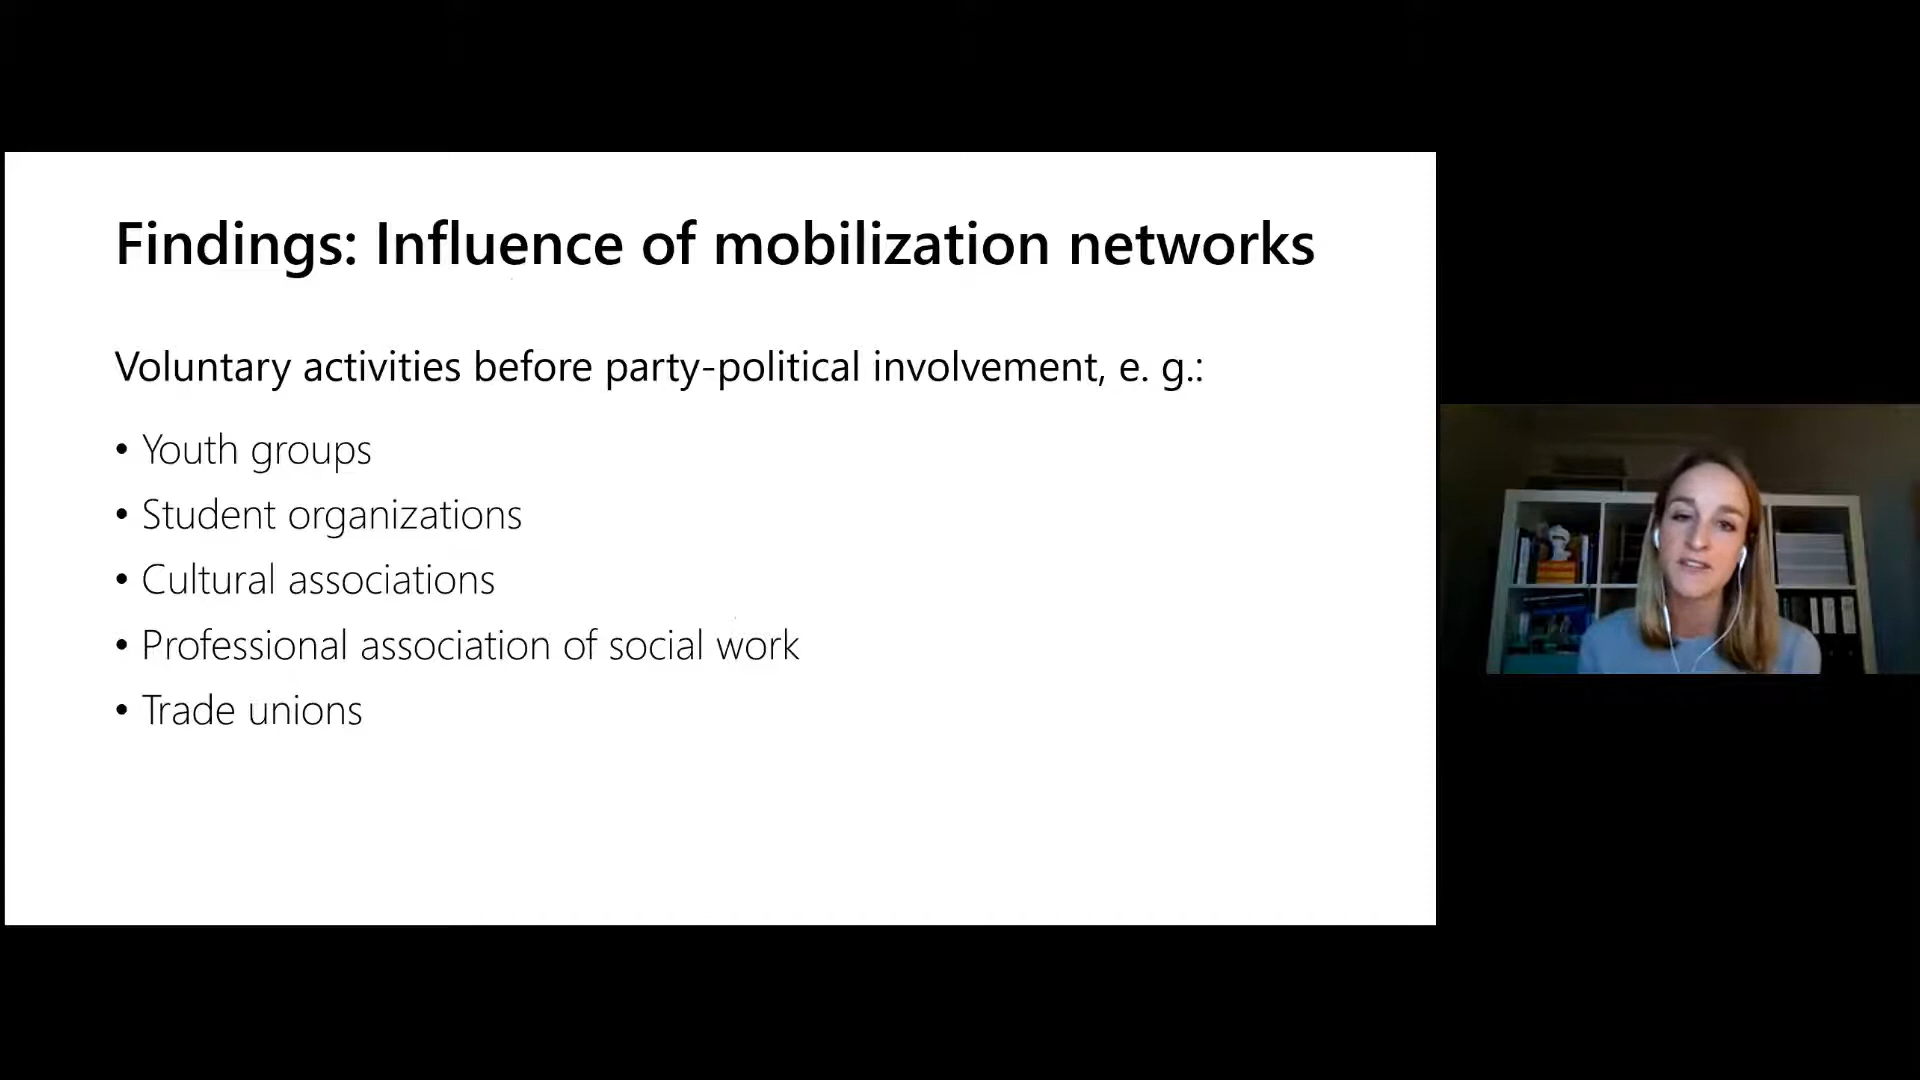 Findings: Influence of mobilization networks
Voluntary activities before party-political involvement, e. g.:
• Youth groups
• Student organizations
• Cultural associations
• Professional association of social work
• Trade unions